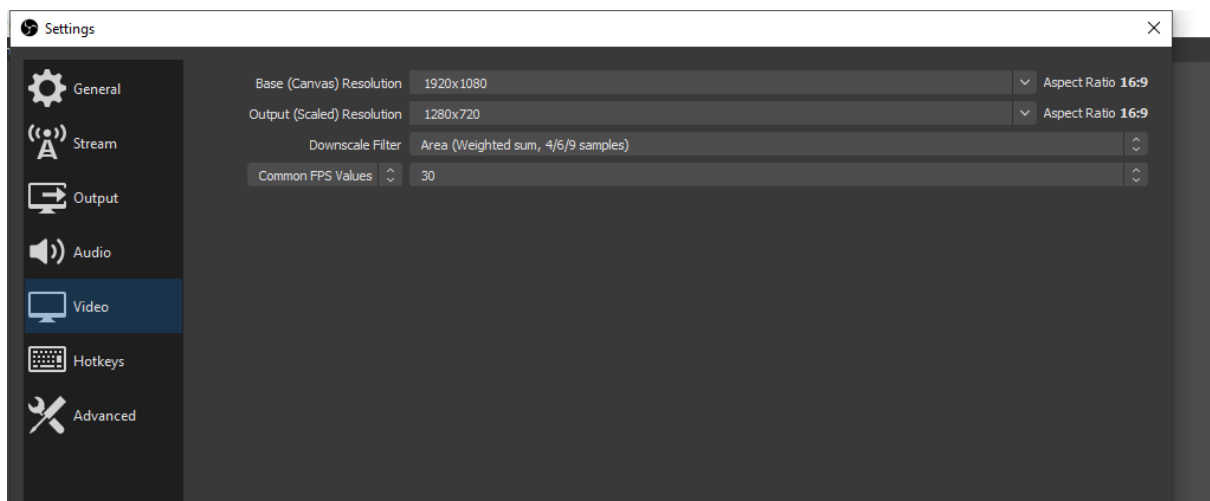 Settings
General
Stream
Output
Audio
Video
Hotkeys
Advanced
Base (Canvas) Resolution 1920x1080 Aspect Ratio 16:9
Output (Scaled) Resolution 1280x720 Aspect Ratio 16:9
Downscale Filter Area (Weighted sum, 4/6/9 samples)
Common FPS Values 30